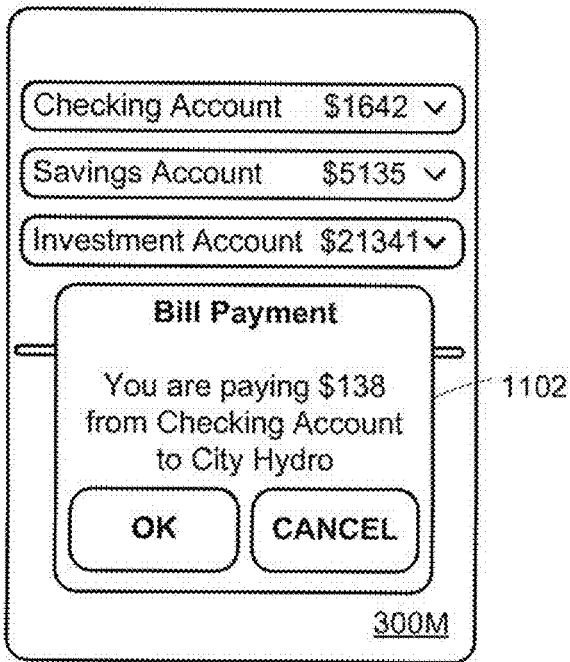 Checking Account $1642
Savings Account $5135
Investment Account $21341
Bill Payment
You are paying $138
from Checking Account
to City Hydro
OK CANCEL
1102
300M